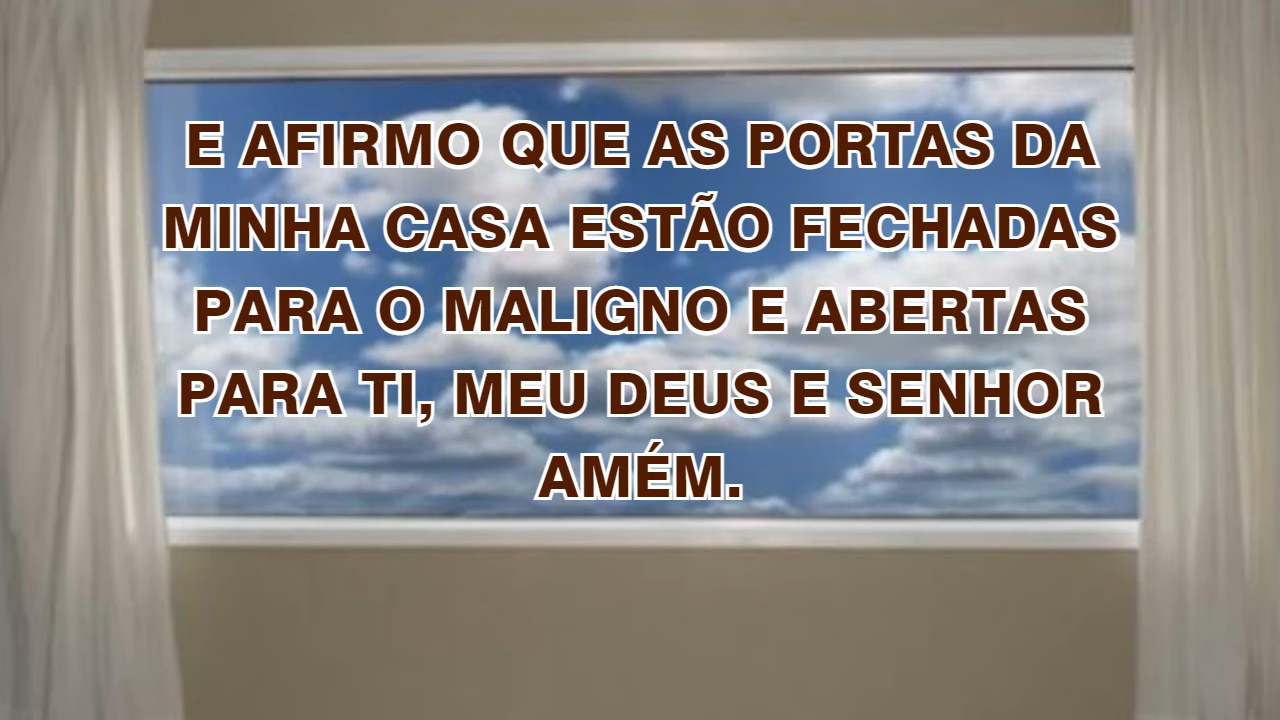 E AFIRMO QUE AS PORTAS DA
MINHA CASA ESTÃO FECHADAS
PARA O MALIGNO E ABERTAS
PARA TI, MEU DEUS E SENHOR
AMÉM.